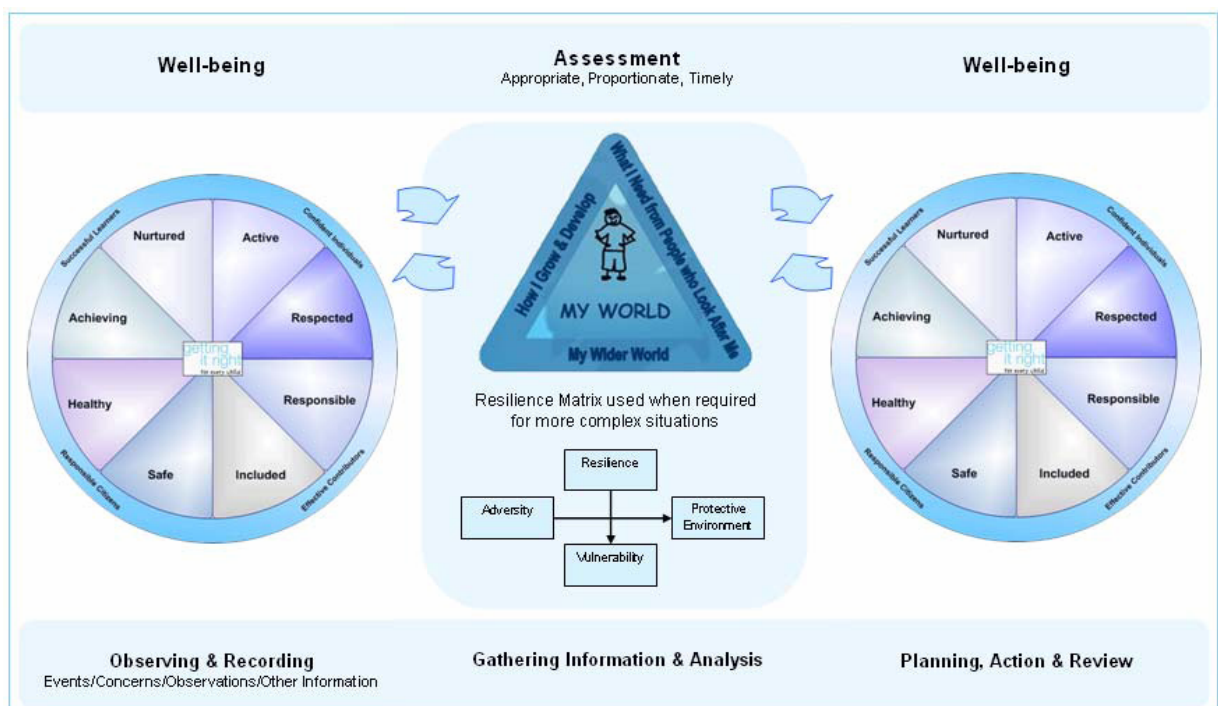 Well-being
Assessment
Appropriate, Proportionate, Timely
Well-being
Successful Learners
Confident Individuals
Nurtured
Active
Achieving
Respected
getting
it right
for every child
Healthy
Responsible
Safe
Included
Responsible Citizens
Effective Contributors
How I Grow & Develop
What I Need from People who Look After Me
MY WORLD
My Wider World
Resilience Matrix used when required
for more complex situations
Resilience
Adversity
Protective
Environment
Vulnerability
Successful Learners
Confident Individuals
Nurtured
Active
Achieving
Respected
getting
it right
for every child
Healthy
Responsible
Safe
Included
Responsible Citizens
Effective Contributors
Observing & Recording
Events/Concerns/Observations/Other Information
Gathering Information & Analysis
Planning, Action & Review